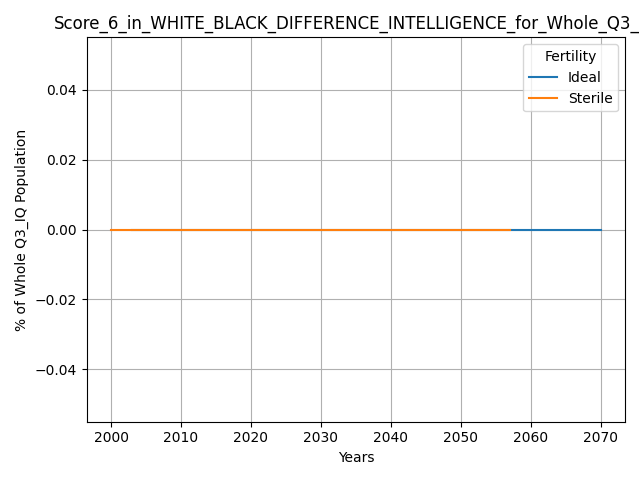 Score_6_in_WHITE_BLACK_DIFFERENCE_INTELLIGENCE_for_Whole_Q3_
Fertility
Ideal
Sterile
% of Whole Q3_IQ Population
0.04
0.02
0.00
−0.02
−0.04
2000 2010 2020 2030 2040 2050 2060 2070
Years